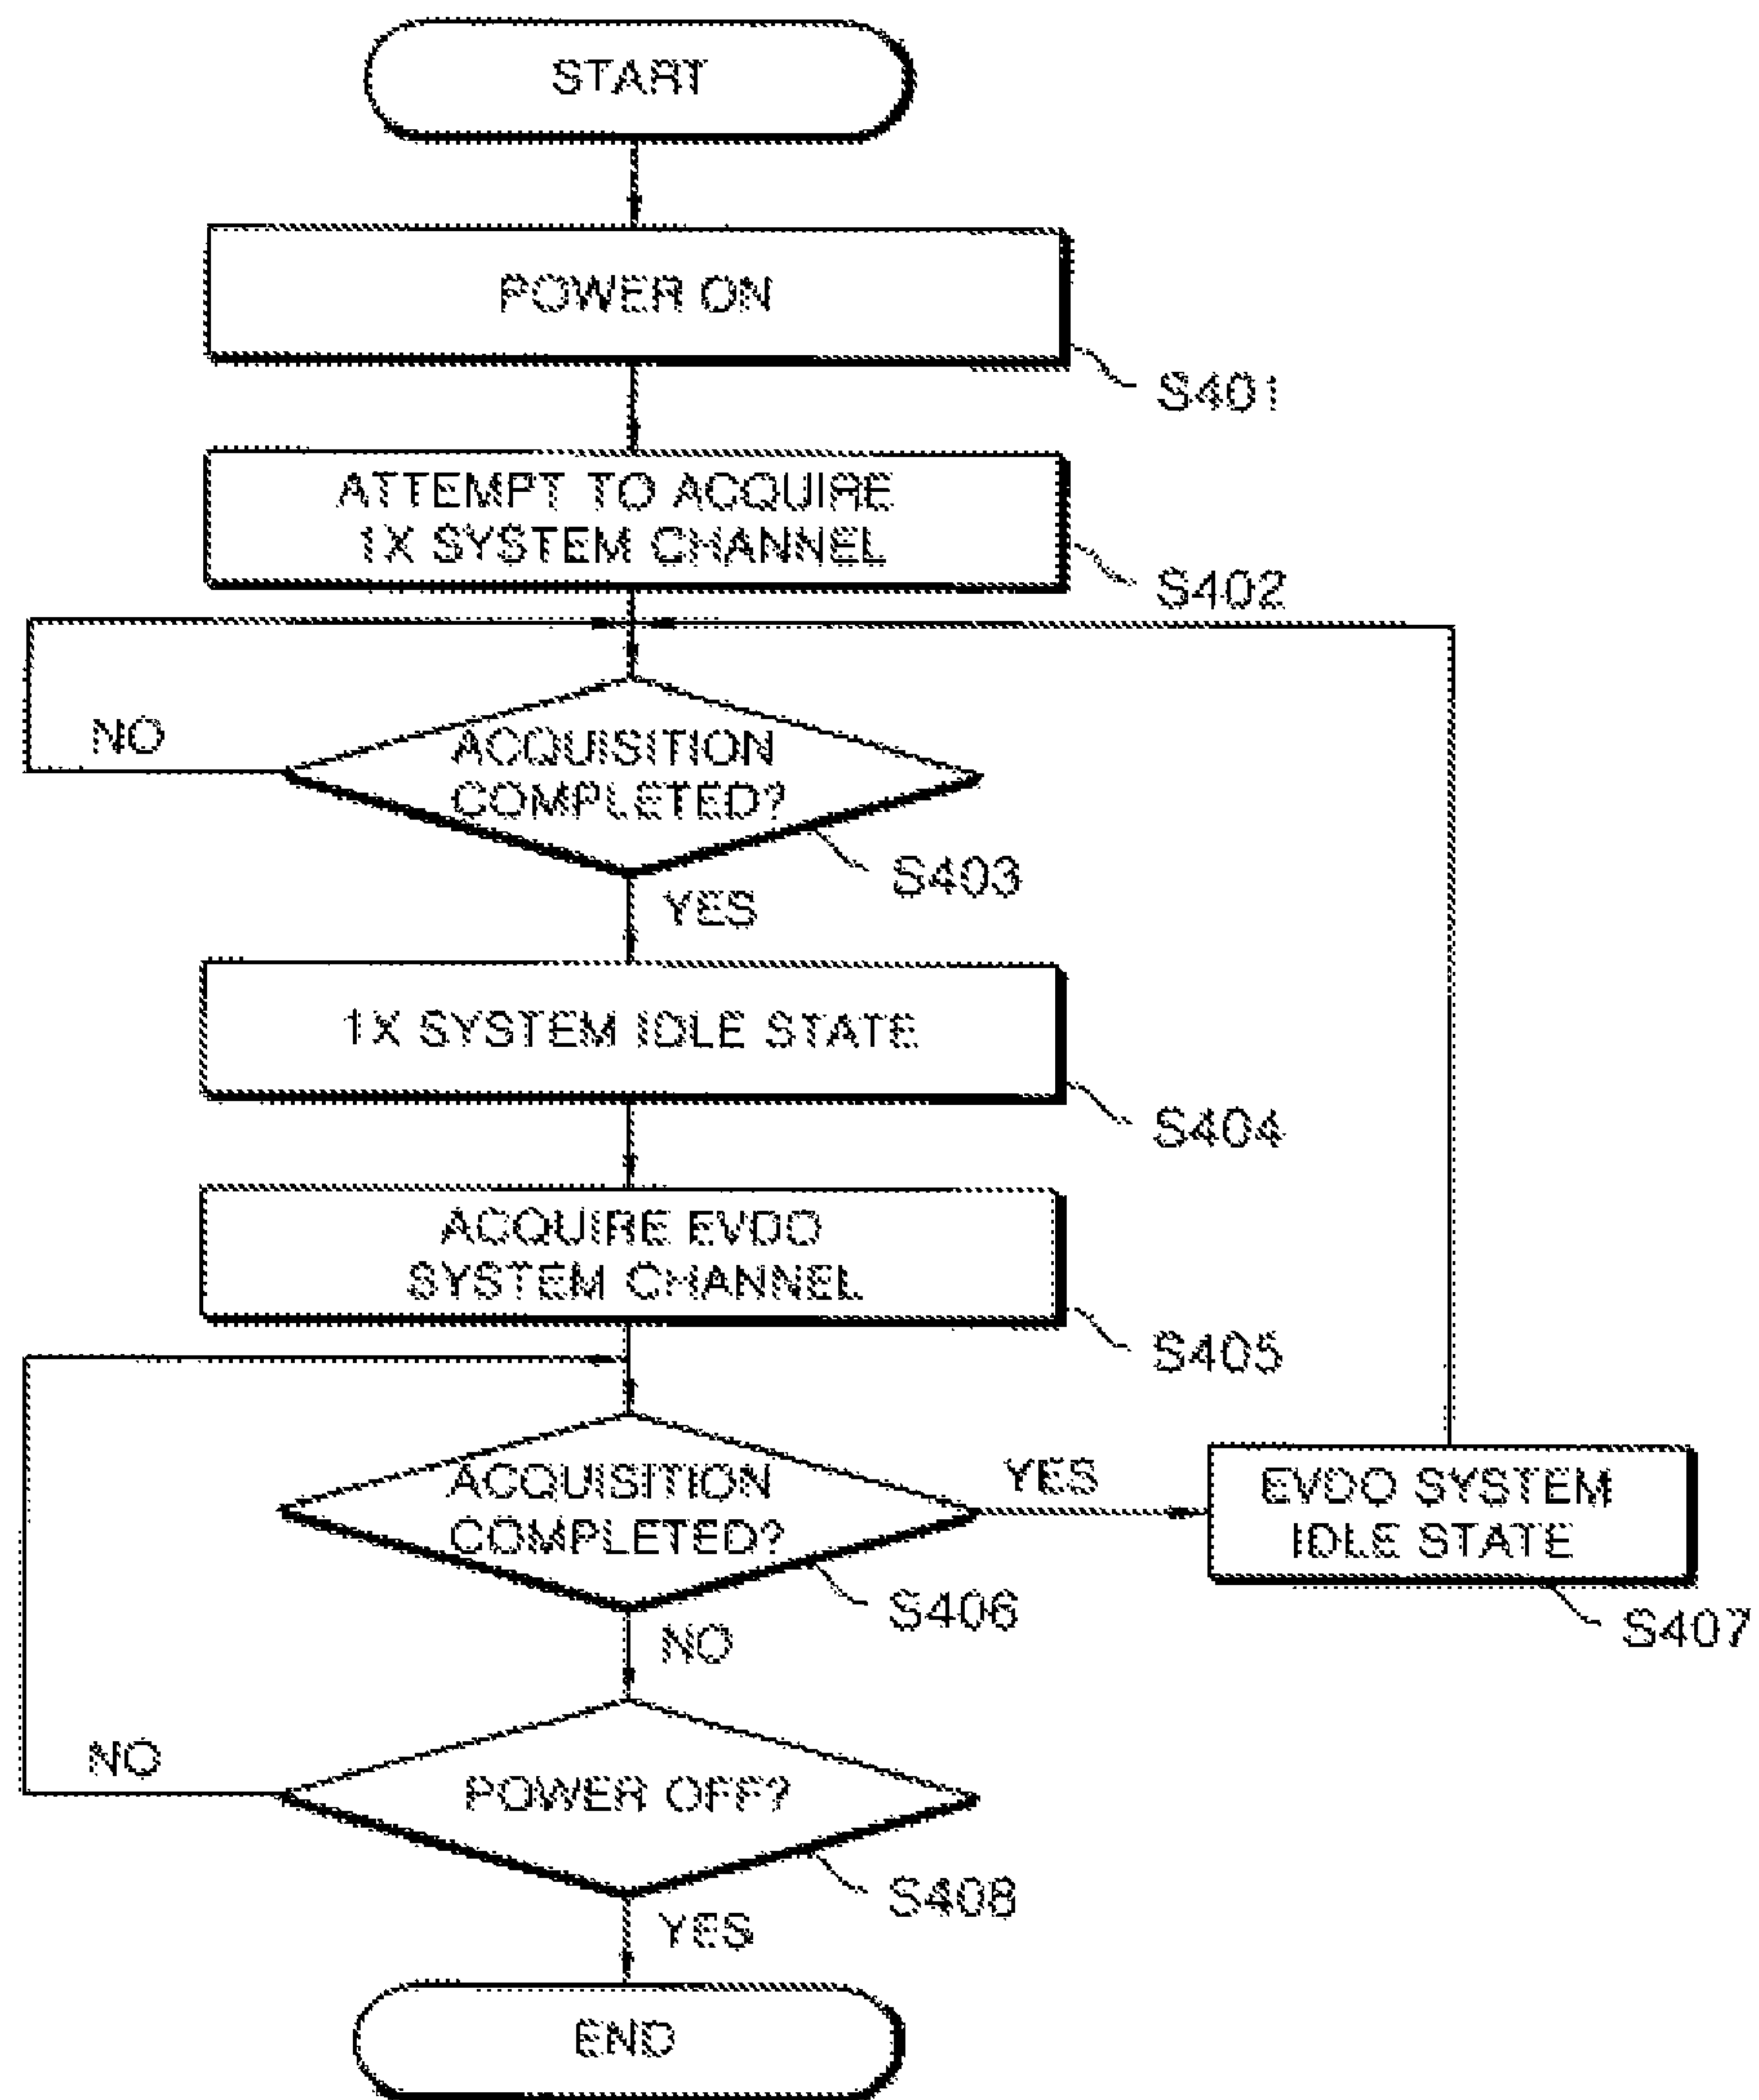 START
POWER ON
S401
ATTEMPT TO ACQUIRE
1X SYSTEM CHANNEL
S402
NO
ACQUISITION
COMPLETED?
S403
YES
1X SYSTEM IDLE STATE
S404
ACQUIRE EVDO
SYSTEM CHANNEL
S405
ACQUISITION
COMPLETED?
YES
EVDO SYSTEM
IDLE STATE
S406
S407
NO
NO
POWER OFF?
S408
YES
END